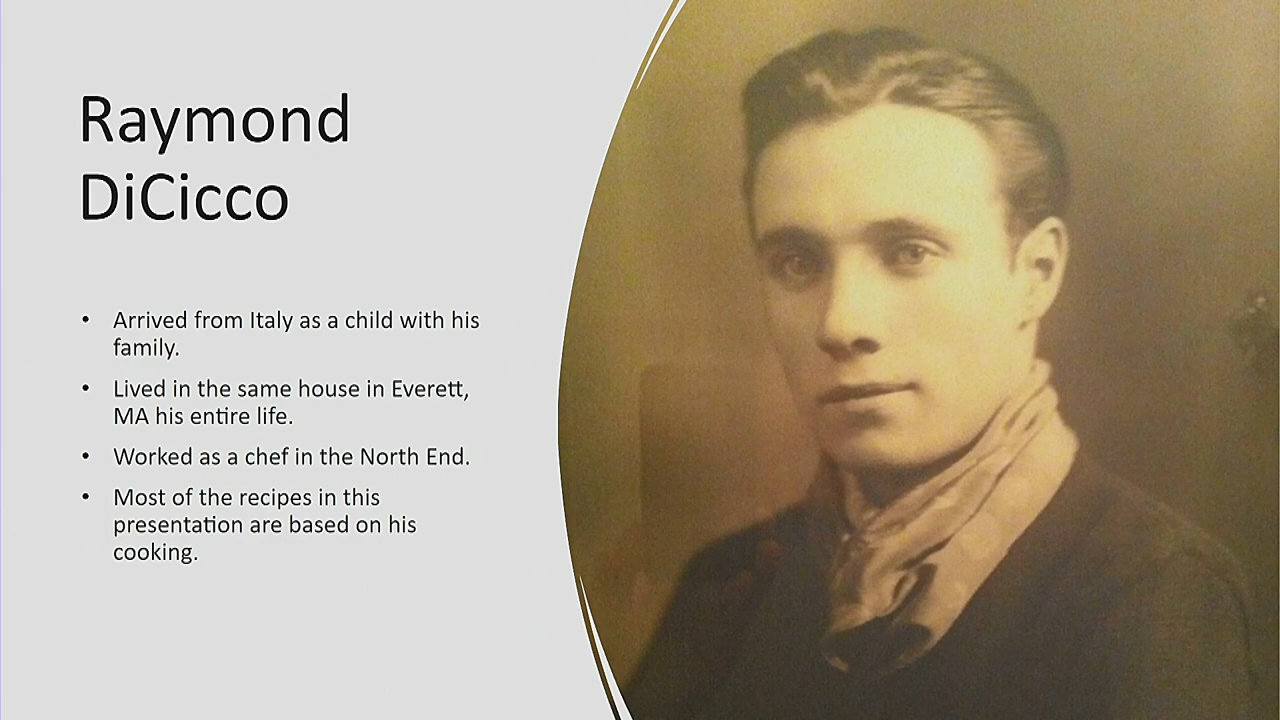 Raymond
DiCicco
• Arrived from Italy as a child with his
family.
• Lived in the same house in Everett,
MA his entire life.
• Worked as a chef in the North End.
• Most of the recipes in this
presentation are based on his
cooking.